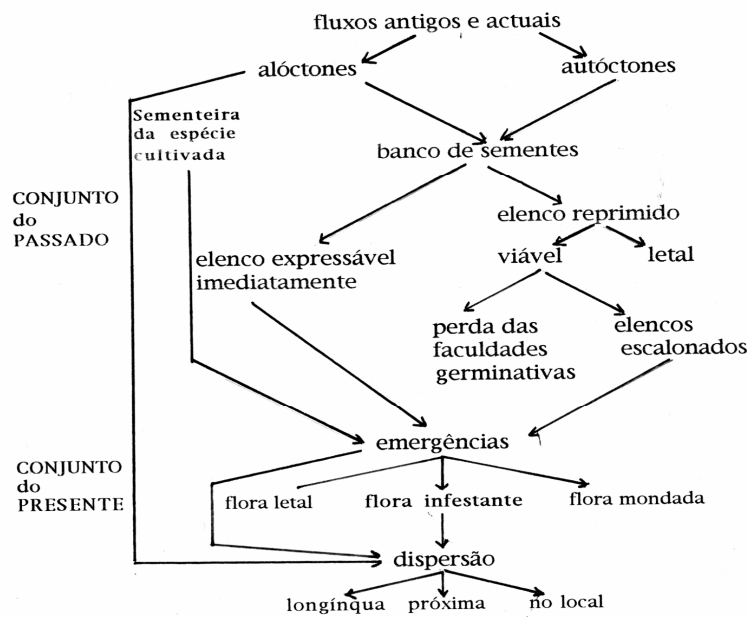 fluxos antigos e actuais
alóctones
autóctones
Sementeira
da espécie
cultivada
banco de sementes
CONJUNTO
do
PASSADO
elenco reprimido
elenco expressável
imediatamente
viável
letal
perda das
faculdades
germinativas
elencos
escalonados
emergências
CONJUNTO
do
PRESENTE
flora letal
flora infestante
flora mondada
dispersão
longínqua
próxima
no local